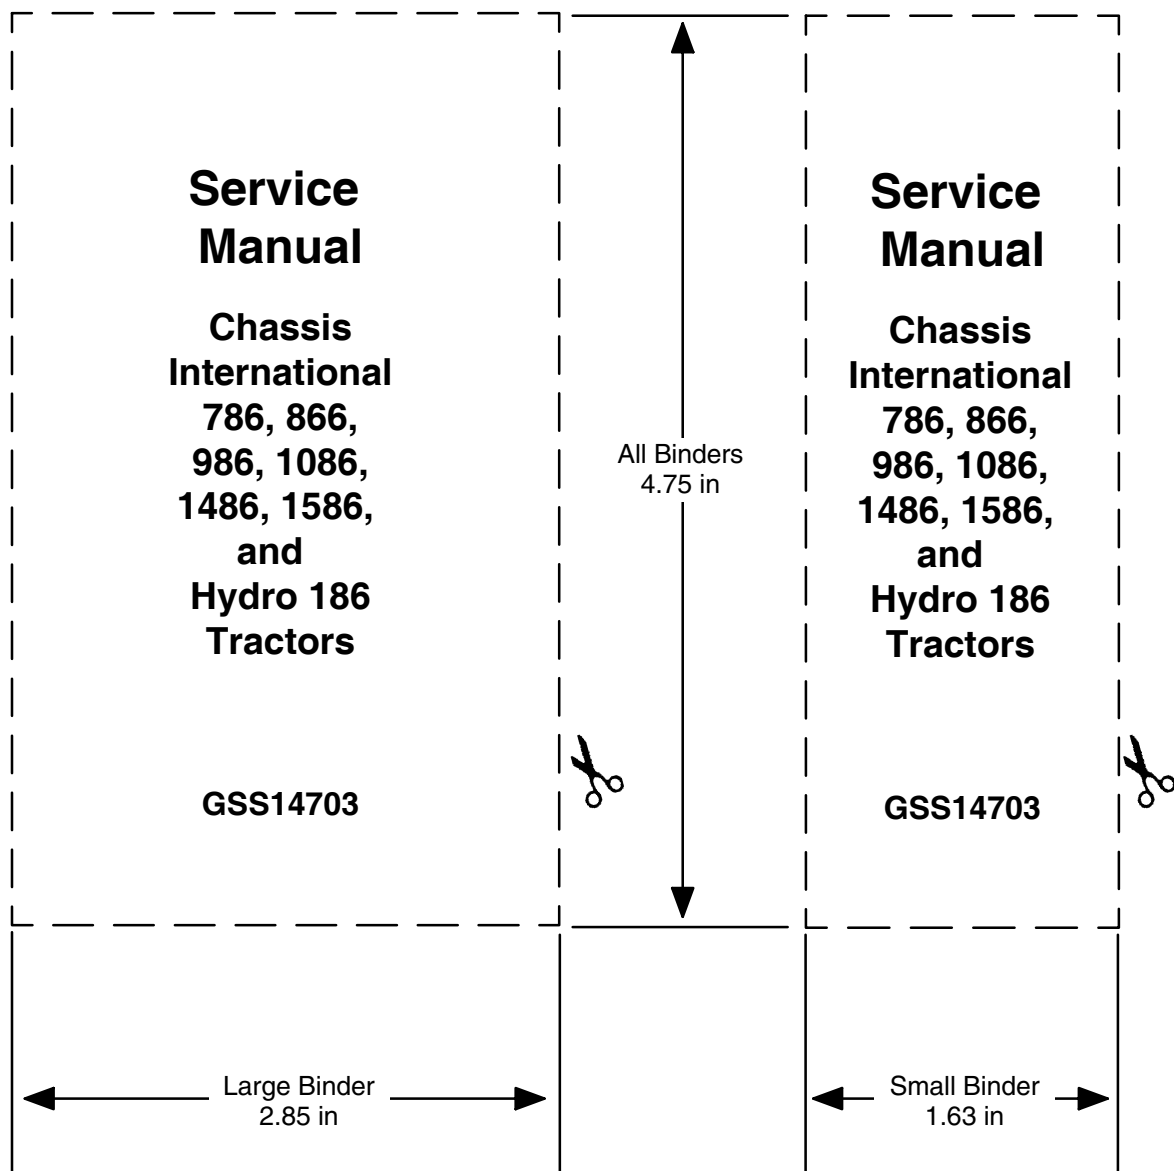 Service
Manual
Chassis
International
786, 866,
986, 1086,
1486, 1586,
and
Hydro 186
Tractors
GSS14703
All Binders
4.75 in
Service
Manual
Chassis
International
786, 866,
986, 1086,
1486, 1586,
and
Hydro 186
Tractors
GSS14703
Large Binder
2.85 in
Small Binder
1.63 in